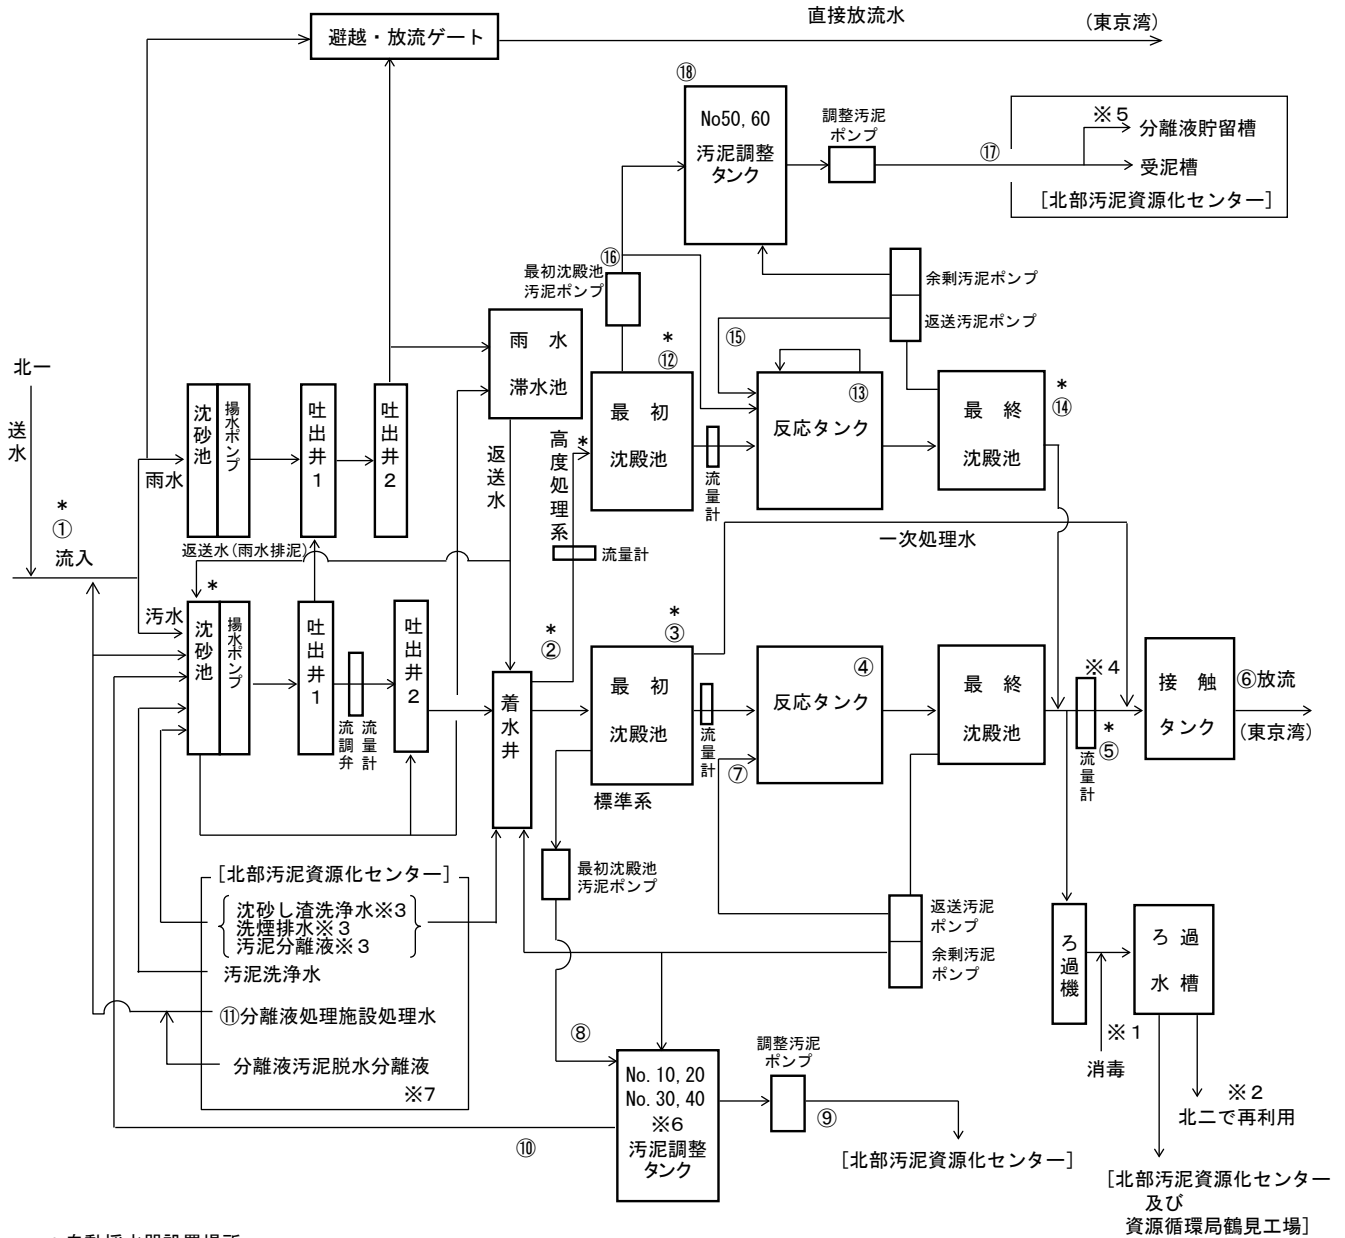 直接放流水
(東京湾)
避越・放流ゲート
⑱
No50, 60
汚泥調整
タンク
調整汚泥
ポンプ
⑰
※5
分離液貯留槽
受泥槽
[北部汚泥資源化センター]
⑯
最初沈殿池
汚泥ポンプ
余剰汚泥ポンプ
返送汚泥ポンプ
⑮
雨 水
滞水池
*
⑫
最 初
沈殿池
流量計
⑬
反応タンク
最 終
沈殿池
*
⑭
北一
送水
*
①
流入
雨水
沈砂池
揚水ポンプ
吐出井1
吐出井2
返送水
高度処理系
*
流量計
返送水(雨水排泥)
一次処理水
汚水
*
沈砂池
揚水ポンプ
吐出井1
流調弁
流量計
吐出井2
*
②
着水井
*
③
最 初
沈殿池
標準系
流量計
④
反応タンク
⑦
最 終
沈殿池
※4
*
⑤
流量計
接 触
タンク
⑥放流
(東京湾)
[北部汚泥資源化センター]
沈砂し渣洗浄水※3
洗煙排水※3
汚泥分離液※3
汚泥洗浄水
⑪分離液処理施設処理水
分離液汚泥脱水分離液
※7
最初沈殿池
汚泥ポンプ
返送汚泥
ポンプ
余剰汚泥
ポンプ
ろ過機
ろ 過
水 槽
※1
消毒
※2
北二で再利用
⑧
No. 10, 20
No. 30, 40
※6
汚泥調整
タンク
調整汚泥
ポンプ
⑨
⑩
[北部汚泥資源化センター]
[北部汚泥資源化センター
及び
資源循環局鶴見工場]